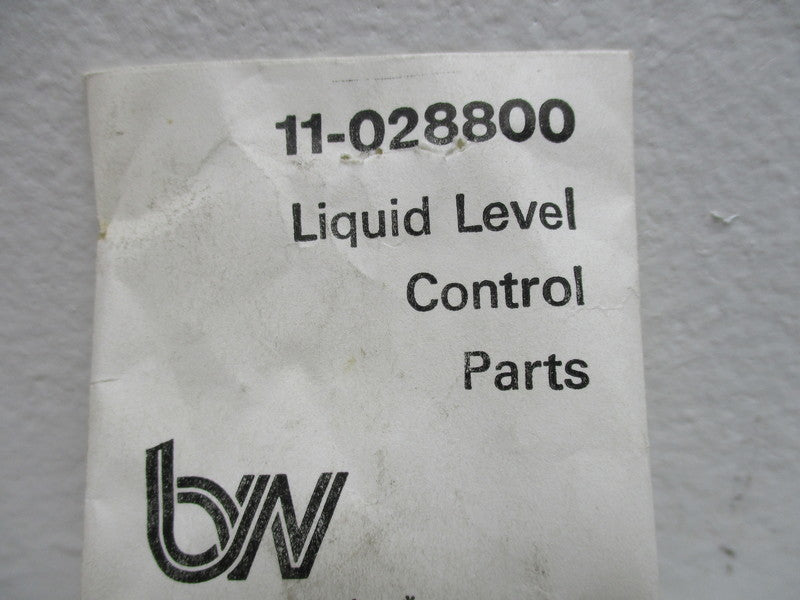 11-028800
Liquid Level
Control
Parts
bw